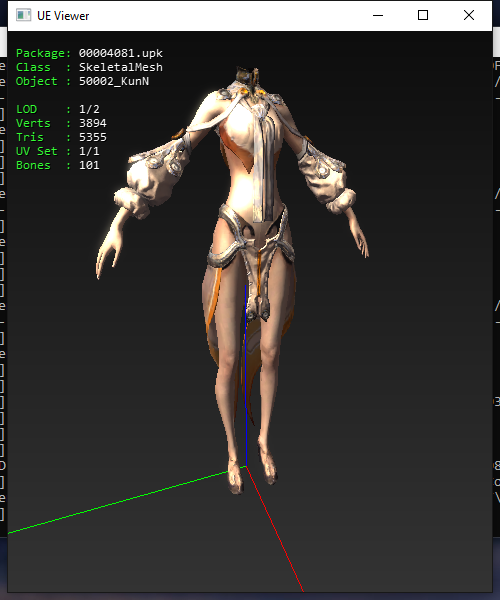 UE Viewer
Package: 00004081.upk
Class : SkeletalMesh
Object : 50002_KunN
LOD : 1/2
Verts : 3894
Tris : 5355
UV Set : 1/1
Bones : 101